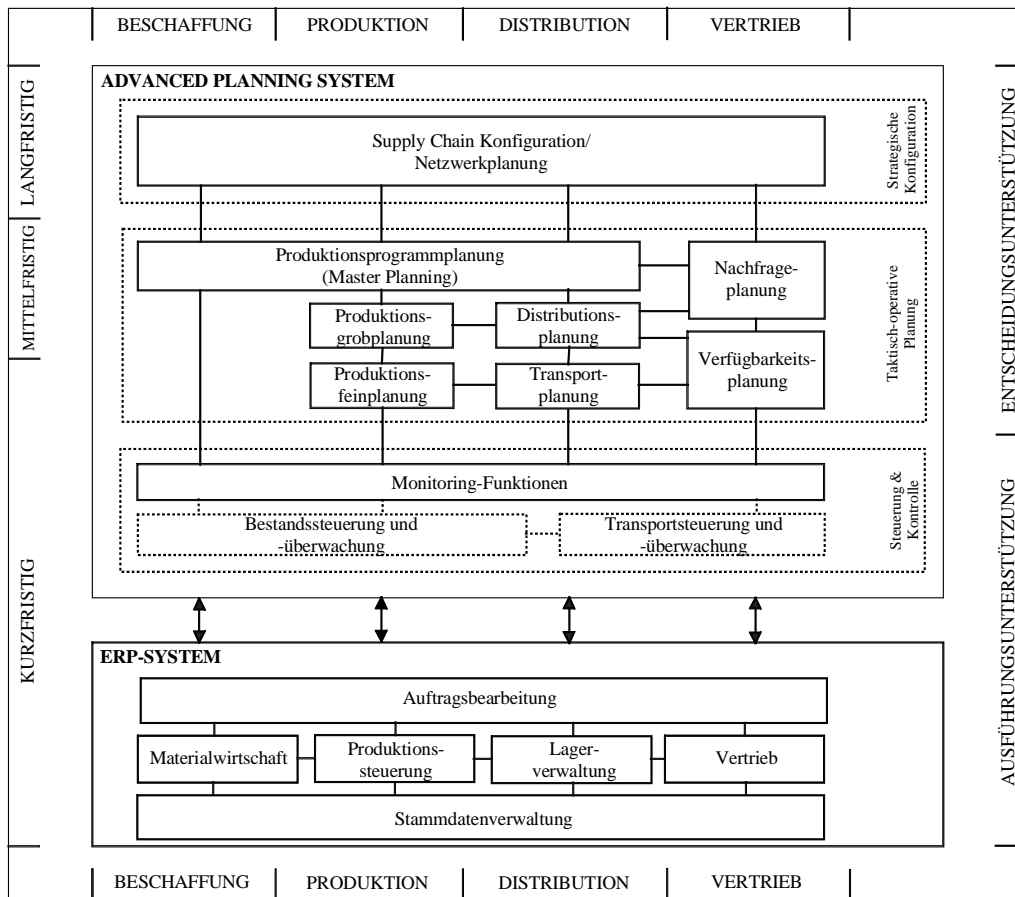 BESCHAFFUNG PRODUKTION DISTRIBUTION VERTRIEB
LANGFRISTIG
MITTELFRISTIG
KURZFRISTIG
ADVANCED PLANNING SYSTEM
Supply Chain Konfiguration/
Netzwerkplanung
Strategische
Konfiguration
Produktionsprogrammplanung
(Master Planning)
Nachfrage-
planung
Produktions-
grobplanung
Distributions-
planung
Verfügbarkeits-
planung
Produktions-
feinplanung
Transport-
planung
Taktisch-operative
Planung
Monitoring-Funktionen
Bestandssteuerung und
-überwachung
Transportsteuerung und
-überwachung
Steuerung &
Kontrolle
ERP-SYSTEM
Auftragsbearbeitung
Materialwirtschaft
Produktions-
steuerung
Lager-
verwaltung
Vertrieb
Stammdatenverwaltung
ENTSCHEIDUNGSUNTERSTÜTZUNG
AUSFÜHRUNGSUNTERSTÜTZUNG
BESCHAFFUNG PRODUKTION DISTRIBUTION VERTRIEB